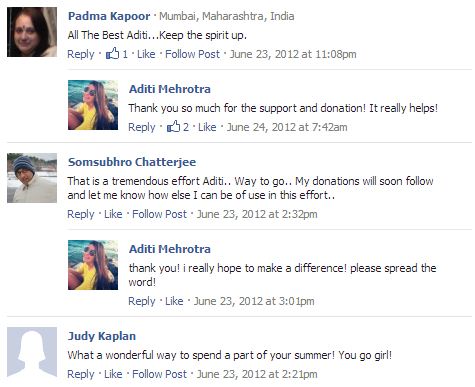 Padma Kapoor · Mumbai, Maharashtra, India
All The Best Aditi...Keep the spirit up.
Reply · 1 · Like · Follow Post · June 23, 2012 at 11:08pm
Aditi Mehrotra
Thank you so much for the support and donation! It really helps!
Reply · 2 · Like · June 24, 2012 at 7:42am
Somsubhro Chatterjee
That is a tremendous effort Aditi.. Way to go.. My donations will soon follow
and let me know how else I can be of use in this effort..
Reply · Like · Follow Post · June 23, 2012 at 2:32pm
Aditi Mehrotra
thank you! i really hope to make a difference! please spread the
word!
Reply · Like · June 23, 2012 at 3:01pm
Judy Kaplan
What a wonderful way to spend a part of your summer! You go girl!
Reply · Like · Follow Post · June 23, 2012 at 2:21pm